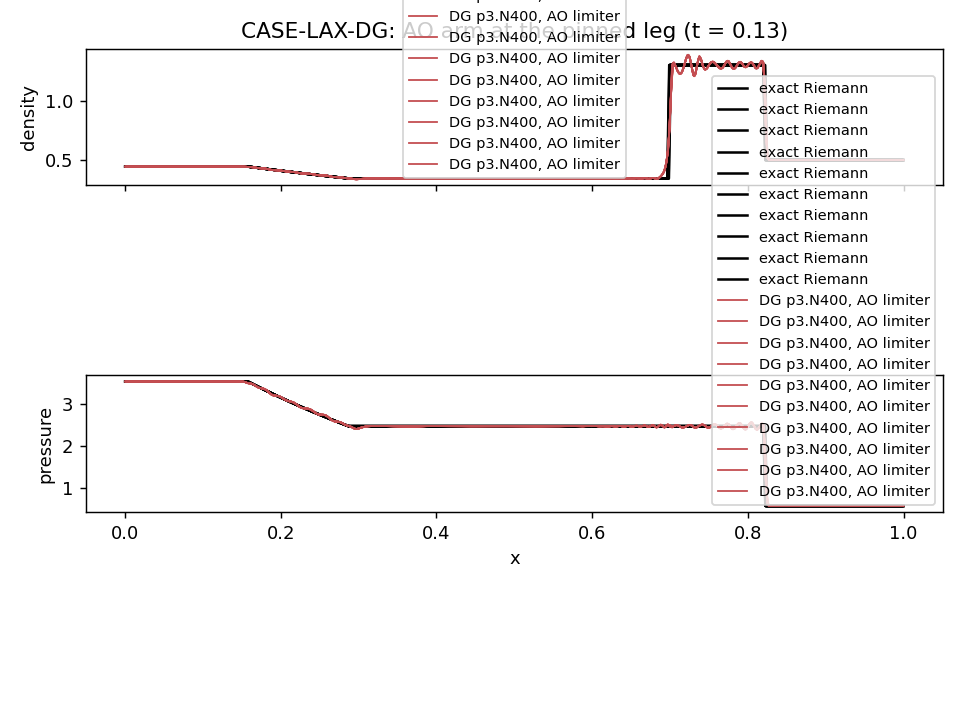 DG p3.N400, AO limiter
CASE-LAX-DG: AO arm at the pinned leg (t = 0.13)
DG p3.N400, AO limiter
DG p3.N400, AO limiter
DG p3.N400, AO limiter
DG p3.N400, AO limiter
DG p3.N400, AO limiter
DG p3.N400, AO limiter
DG p3.N400, AO limiter
density
1.0
0.5
exact Riemann
exact Riemann
exact Riemann
exact Riemann
exact Riemann
exact Riemann
exact Riemann
exact Riemann
exact Riemann
exact Riemann
DG p3.N400, AO limiter
DG p3.N400, AO limiter
DG p3.N400, AO limiter
DG p3.N400, AO limiter
DG p3.N400, AO limiter
DG p3.N400, AO limiter
DG p3.N400, AO limiter
DG p3.N400, AO limiter
DG p3.N400, AO limiter
DG p3.N400, AO limiter
pressure
3
2
1
0.0 0.2 0.4 0.6 0.8 1.0
x